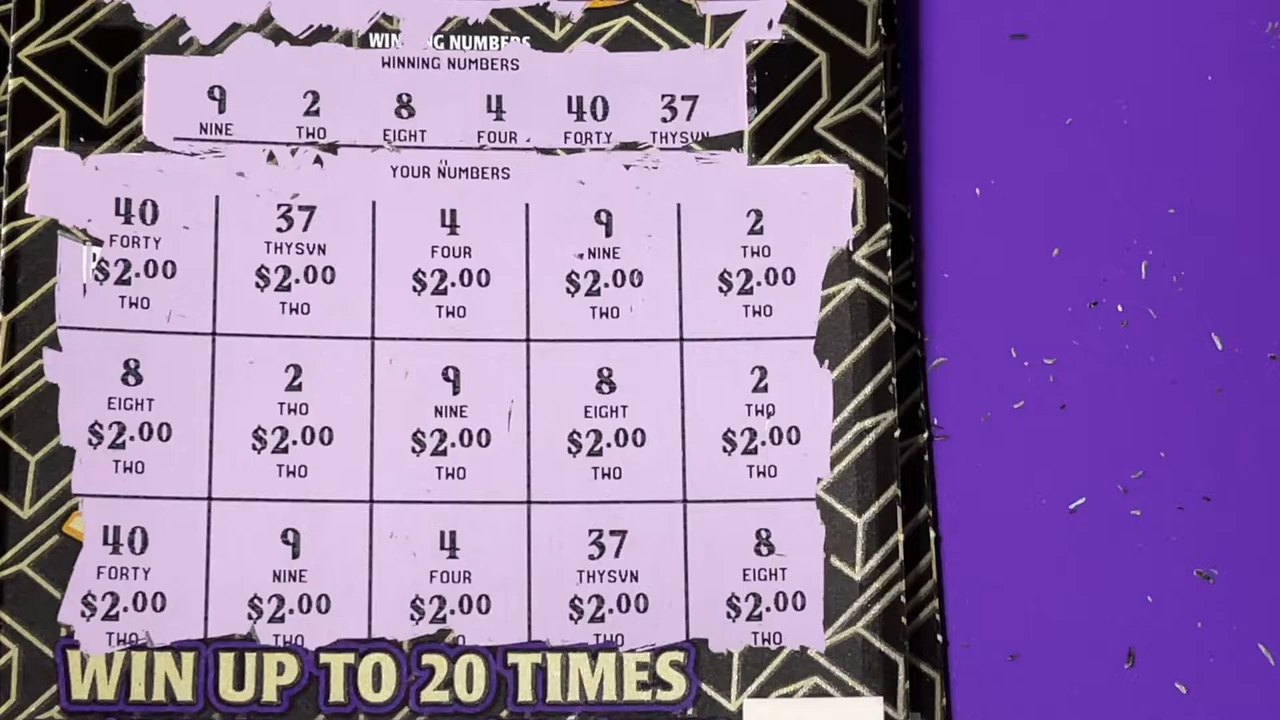 WINNING NUMBERS
WINNING NUMBERS
9 2 8 4 40 37
NINE TWO EIGHT FOUR FORTY THYSVN
YOUR NUMBERS
40 37 4 9 2
FORTY THYSVN FOUR NINE TWO
$2.00 $2.00 $2.00 $2.00 $2.00
TWO TWO TWO TWO TWO
8 2 9 8 2
EIGHT TWO NINE EIGHT TWO
$2.00 $2.00 $2.00 $2.00 $2.00
TWO TWO TWO TWO TWO
40 9 4 37 8
FORTY NINE FOUR THYSVN EIGHT
$2.00 $2.00 $2.00 $2.00 $2.00
TWO TWO TWO TWO TWO
WIN UP TO 20 TIMES